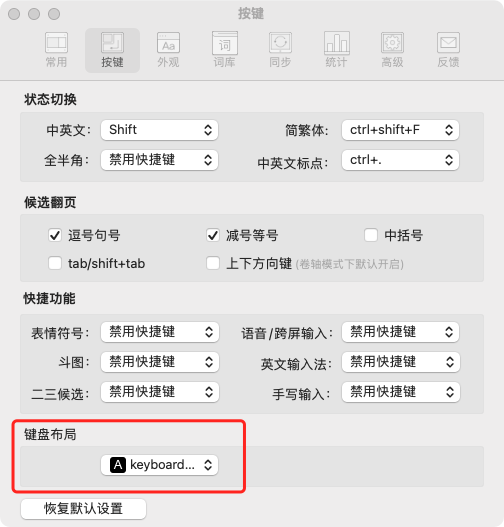 按键
常用 按键 外观 词库 同步 统计 高级 反馈
状态切换
中英文： Shift 简繁体: ctrl+shift+F
全半角： 禁用快捷键 中英文标点： ctrl+.
候选翻页
逗号句号 减号等号 中括号
tab/shift+tab 上下方向键 (卷轴模式下默认开启)
快捷功能
表情符号： 禁用快捷键 语音/跨屏输入： 禁用快捷键
斗图： 禁用快捷键 英文输入法： 禁用快捷键
二三候选： 禁用快捷键 手写输入： 禁用快捷键
键盘布局
A keyboard...
恢复默认设置